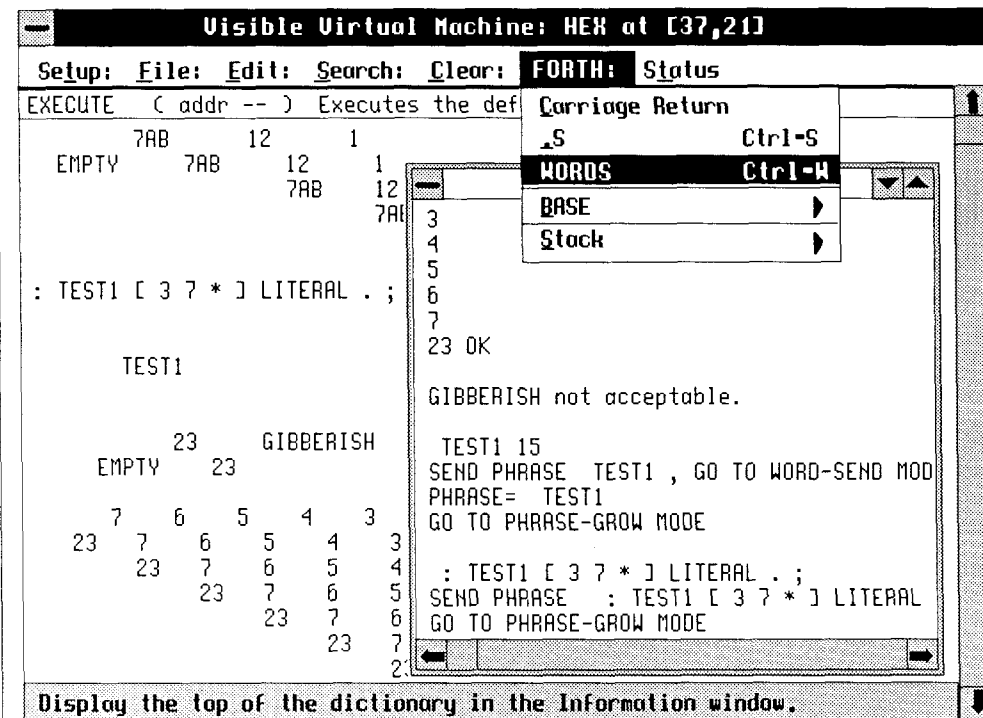 Visible Virtual Machine: HEX at [37,21]
Setup: File: Edit: Search: Clear: FORTH: Status
EXECUTE ( addr -- ) Executes the def
Carriage Return
.S Ctrl-S
WORDS Ctrl-W
BASE
Stack
7AB 12 1
EMPTY 7AB 12 1
7AB 12
7AB
: TEST1 [ 3 7 * ] LITERAL . ;
TEST1
23 GIBBERISH
EMPTY 23
7 6 5 4 3
23 7 6 5 4 3
23 7 6 5 4
23 7 6 5
23 7 6
23 7
2
3
4
5
6
7
23 OK
GIBBERISH not acceptable.
TEST1 15
SEND PHRASE TEST1 , GO TO WORD-SEND MOD
PHRASE= TEST1
GO TO PHRASE-GROW MODE
: TEST1 [ 3 7 * ] LITERAL . ;
SEND PHRASE : TEST1 [ 3 7 * ] LITERAL
GO TO PHRASE-GROW MODE
Display the top of the dictionary in the Information window.